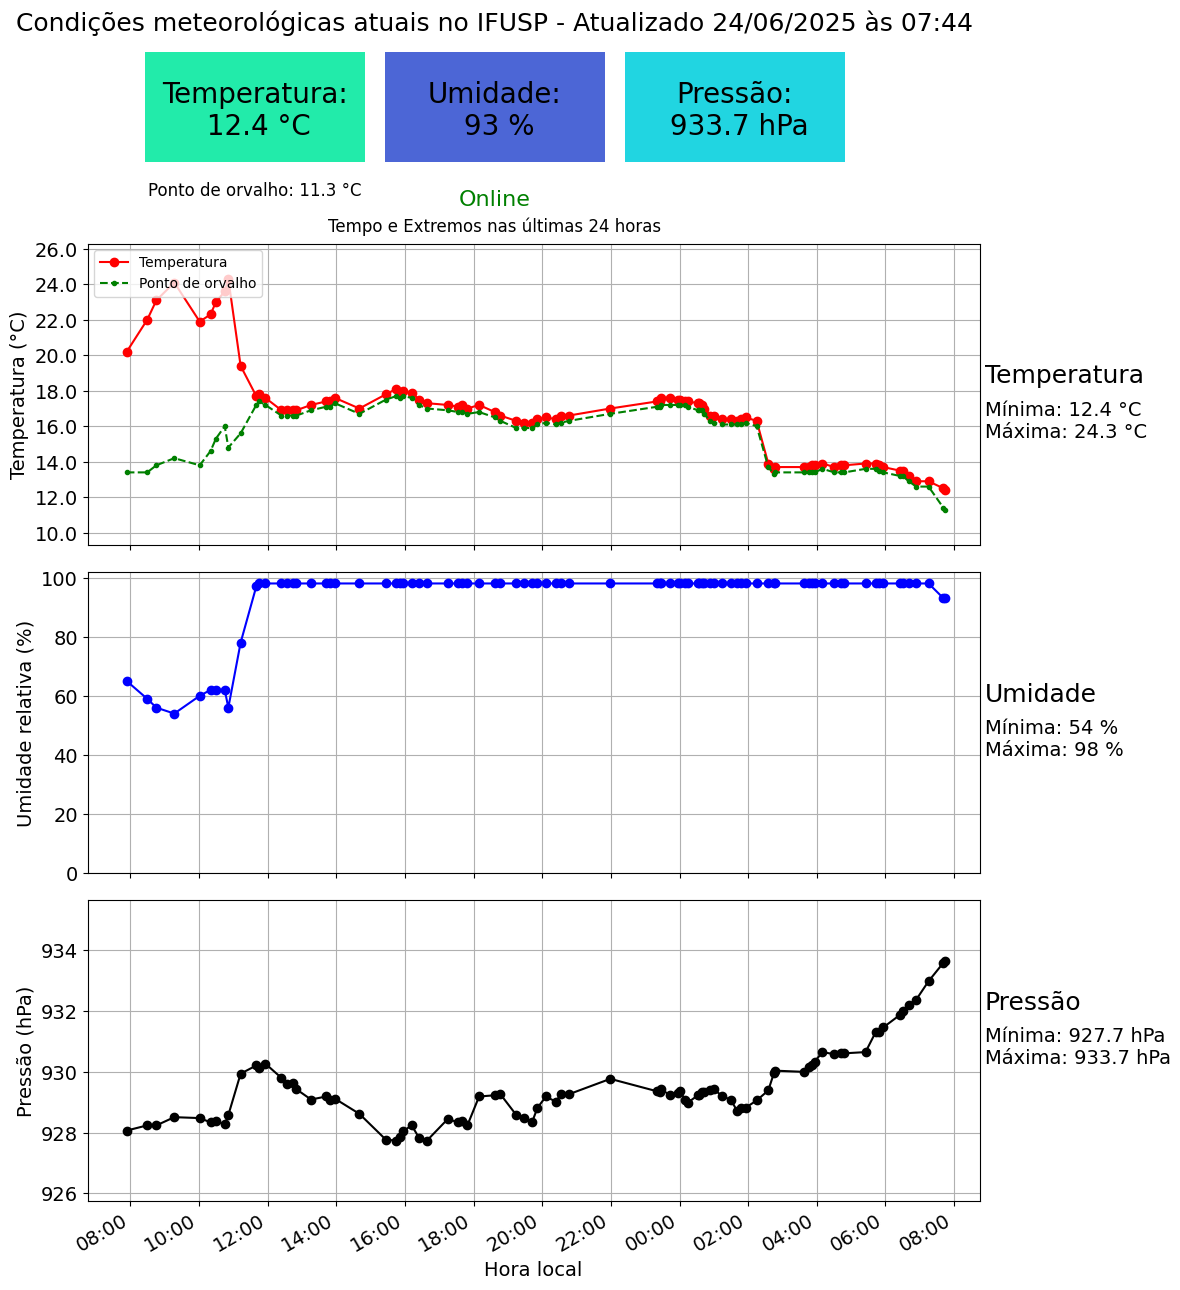 Condições meteorológicas atuais no IFUSP - Atualizado 24/06/2025 às 07:44
Temperatura:
12.4 °C
Umidade:
93 %
Pressão:
933.7 hPa
Ponto de orvalho: 11.3 °C
Online
Tempo e Extremos nas últimas 24 horas
Temperatura (°C)
26.0
24.0
22.0
20.0
18.0
16.0
14.0
12.0
10.0
Temperatura
Ponto de orvalho
Temperatura
Mínima: 12.4 °C
Máxima: 24.3 °C
Umidade relativa (%)
100
80
60
40
20
0
Umidade
Mínima: 54 %
Máxima: 98 %
Pressão (hPa)
934
932
930
928
926
Pressão
Mínima: 927.7 hPa
Máxima: 933.7 hPa
08:00
10:00
12:00
14:00
16:00
18:00
20:00
22:00
00:00
02:00
04:00
06:00
08:00
Hora local